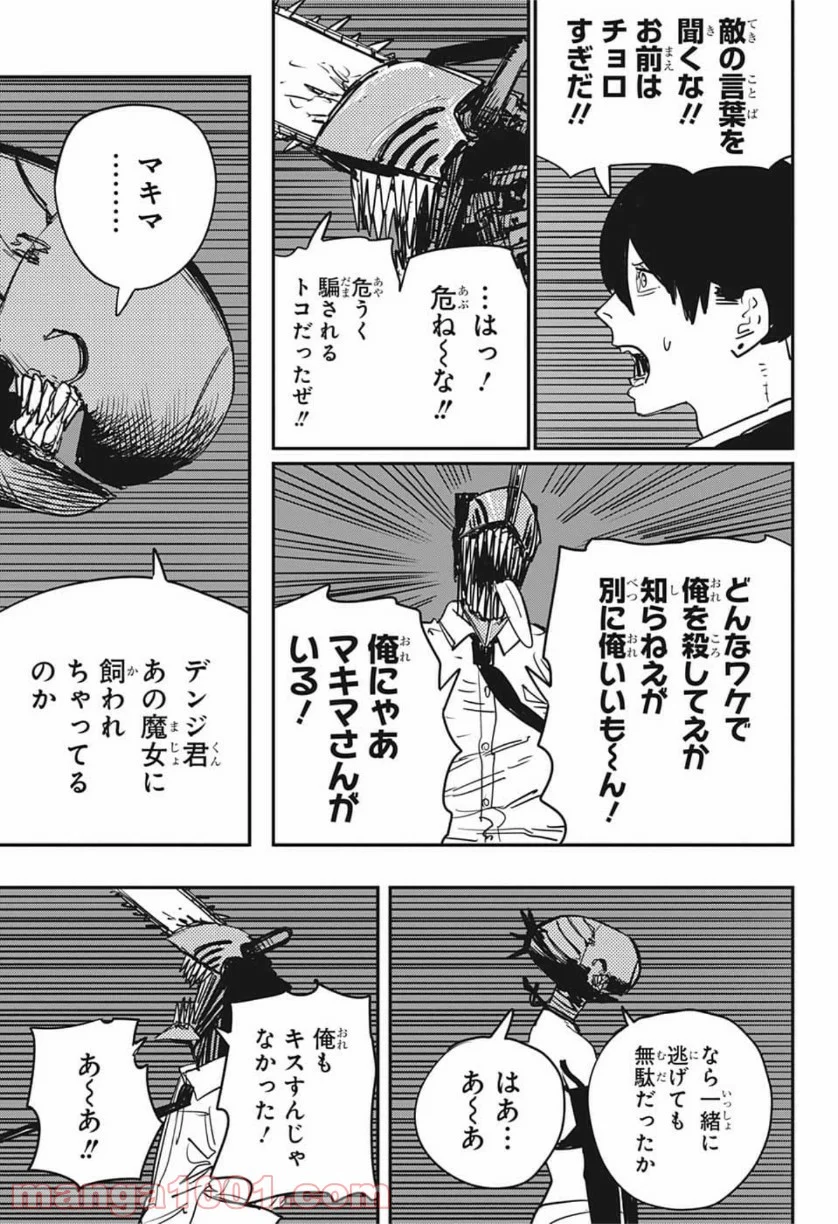 敵の言葉を
聞くな!!
お前は
チョロ
すぎだ!!
…はっ!
危ね〜な!!
危うく
騙される
トコだったぜ!!
どんなワケで
俺を殺してえか
知らねえが
別に俺いいも〜ん!
俺にゃあ
マキマさんが
いる!
マキマ
………
デンジ君
あの魔女に
飼われ
ちゃってる
のか
なら一緒に
逃げても
無駄だったか
はあ…
あ〜あ
俺も
キスすんじゃ
なかった!
あ〜あ!!
manga1001.com